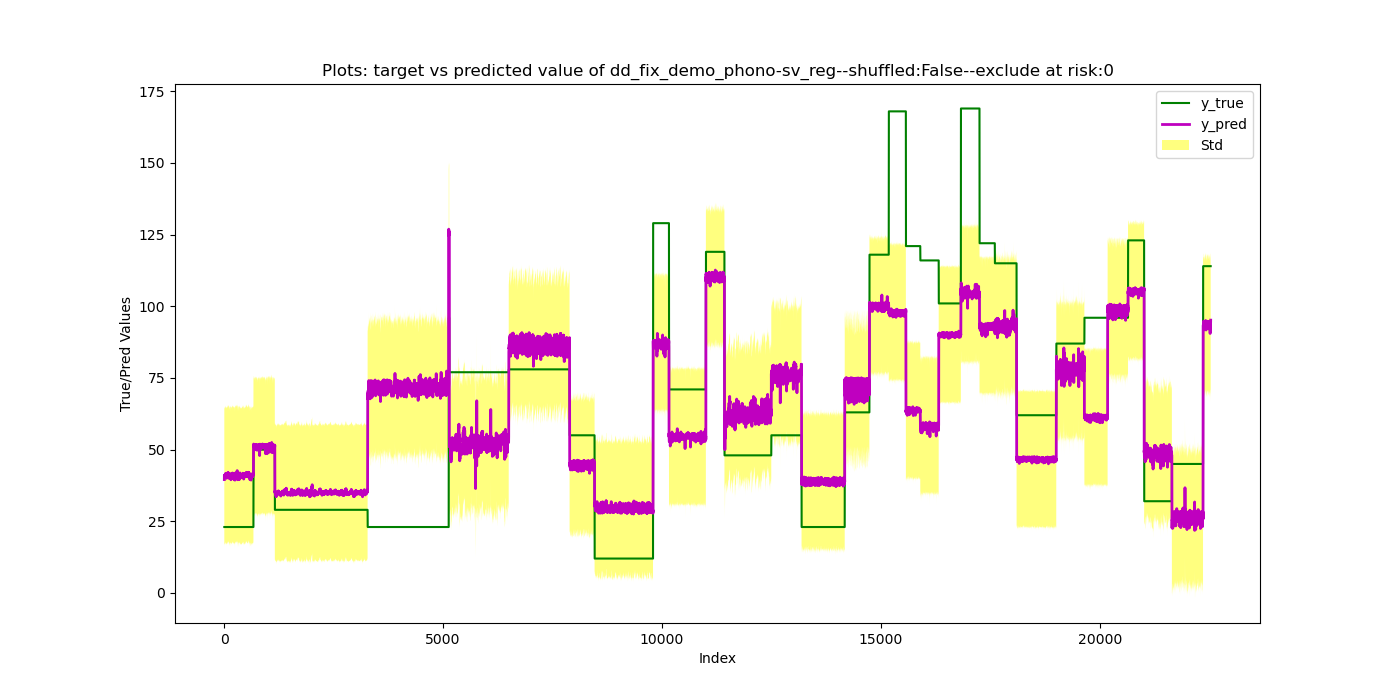 Plots: target vs predicted value of dd_fix_demo_phono-sv_reg--shuffled:False--exclude at risk:0
y_true
y_pred
Std
True/Pred Values
175
150
125
100
75
50
25
0
0
5000
10000
15000
20000
Index